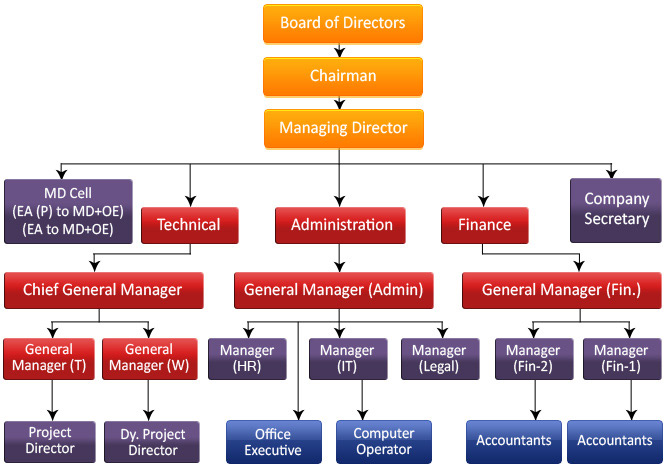 Board of Directors
Chairman
Managing Director
MD Cell
(EA (P) to MD+OE)
(EA to MD+OE)
Technical
Administration
Finance
Company
Secretary
Chief General Manager
General Manager (Admin)
General Manager (Fin.)
General
Manager (T)
General
Manager (W)
Manager
(HR)
Manager
(IT)
Manager
(Legal)
Manager
(Fin-2)
Manager
(Fin-1)
Project
Director
Dy. Project
Director
Office
Executive
Computer
Operator
Accountants
Accountants